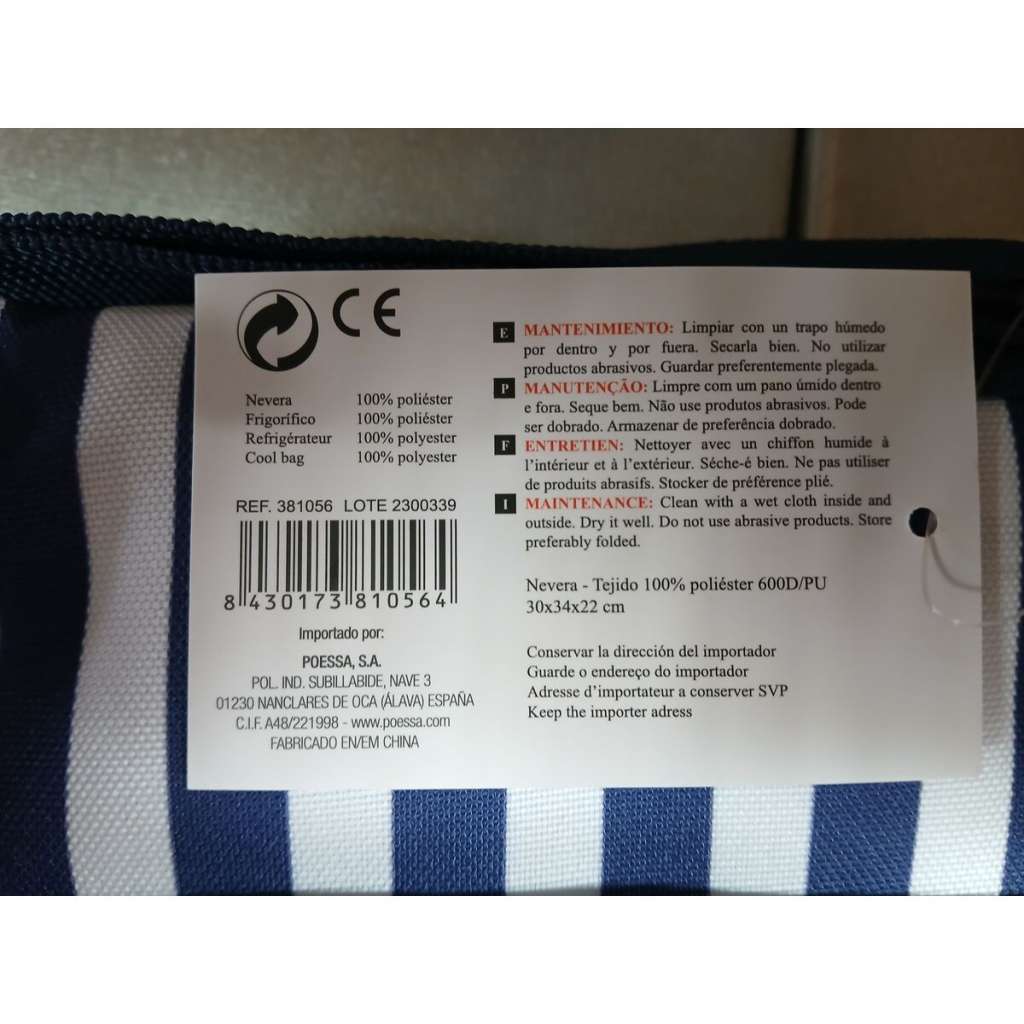 CE
Nevera 100% poliéster
Frigorífico 100% poliéster
Refrigérateur 100% polyester
Cool bag 100% polyester
REF. 381056 LOTE 2300339
8 430173 810564
Importado por:
POESSA, S.A.
POL. IND. SUBILLABIDE, NAVE 3
01230 NANCLARES DE OCA (ÁLAVA) ESPAÑA
C.I.F. A48/221998 - www.poessa.com
FABRICADO EN/EM CHINA
E MANTENIMIENTO: Limpiar con un trapo húmedo
por dentro y por fuera. Secarla bien. No utilizar
productos abrasivos. Guardar preferentemente plegada.
P MANUTENÇÃO: Limpre com um pano úmido dentro
e fora. Seque bem. Não use produtos abrasivos. Pode
ser dobrado. Armazenar de preferência dobrado.
F ENTRETIEN: Nettoyer avec un chiffon humide à
l'intérieur et à l'extérieur. Séche-é bien. Ne pas utiliser
de produits abrasifs. Stocker de préférence plié.
I MAINTENANCE: Clean with a wet cloth inside and
outside. Dry it well. Do not use abrasive products. Store
preferably folded.
Nevera - Tejido 100% poliéster 600D/PU
30x34x22 cm
Conservar la dirección del importador
Guarde o endereço do importador
Adresse d'importateur a conserver SVP
Keep the importer adress